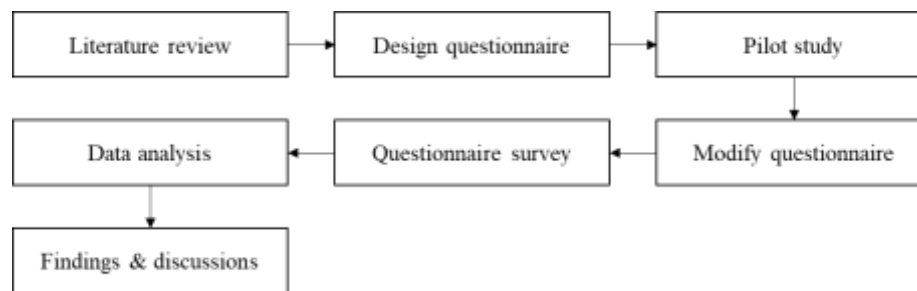 Literature review
Design questionnaire
Pilot study
Modify questionnaire
Questionnaire survey
Data analysis
Findings & discussions